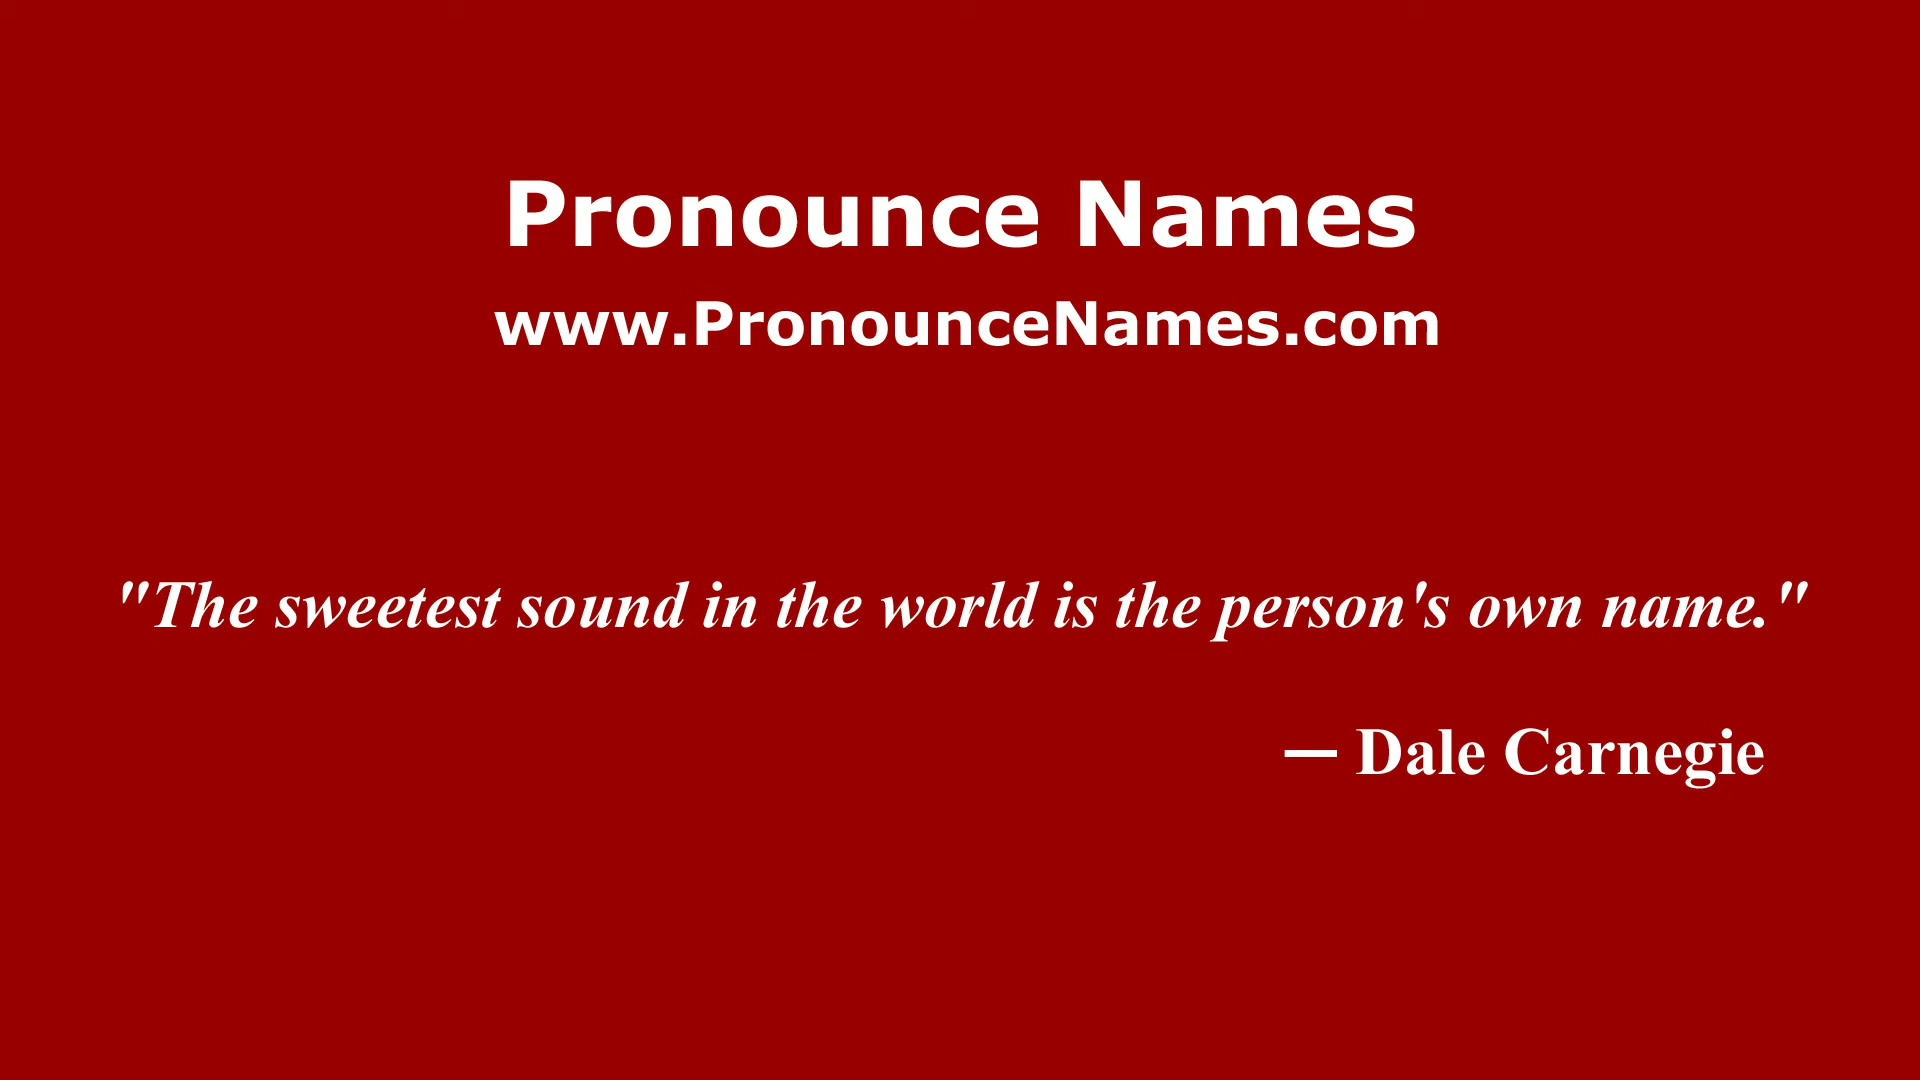 Pronounce Names
www.PronounceNames.com
"The sweetest sound in the world is the person's own name."
— Dale Carnegie